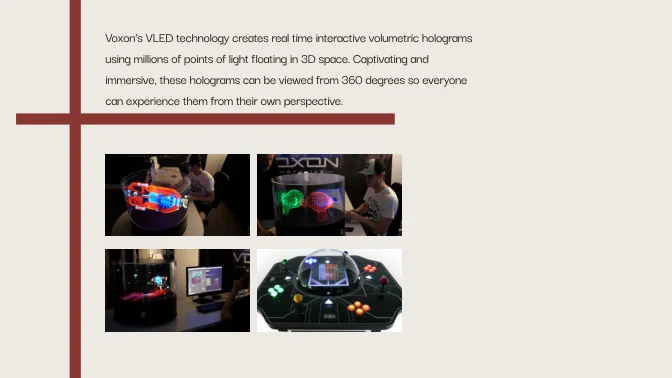 Voxon's VLED technology creates real time interactive volumetric holograms
using millions of points of light floating in 3D space. Captivating and
immersive, these holograms can be viewed from 360 degrees so everyone
can experience them from their own perspective.
OXON